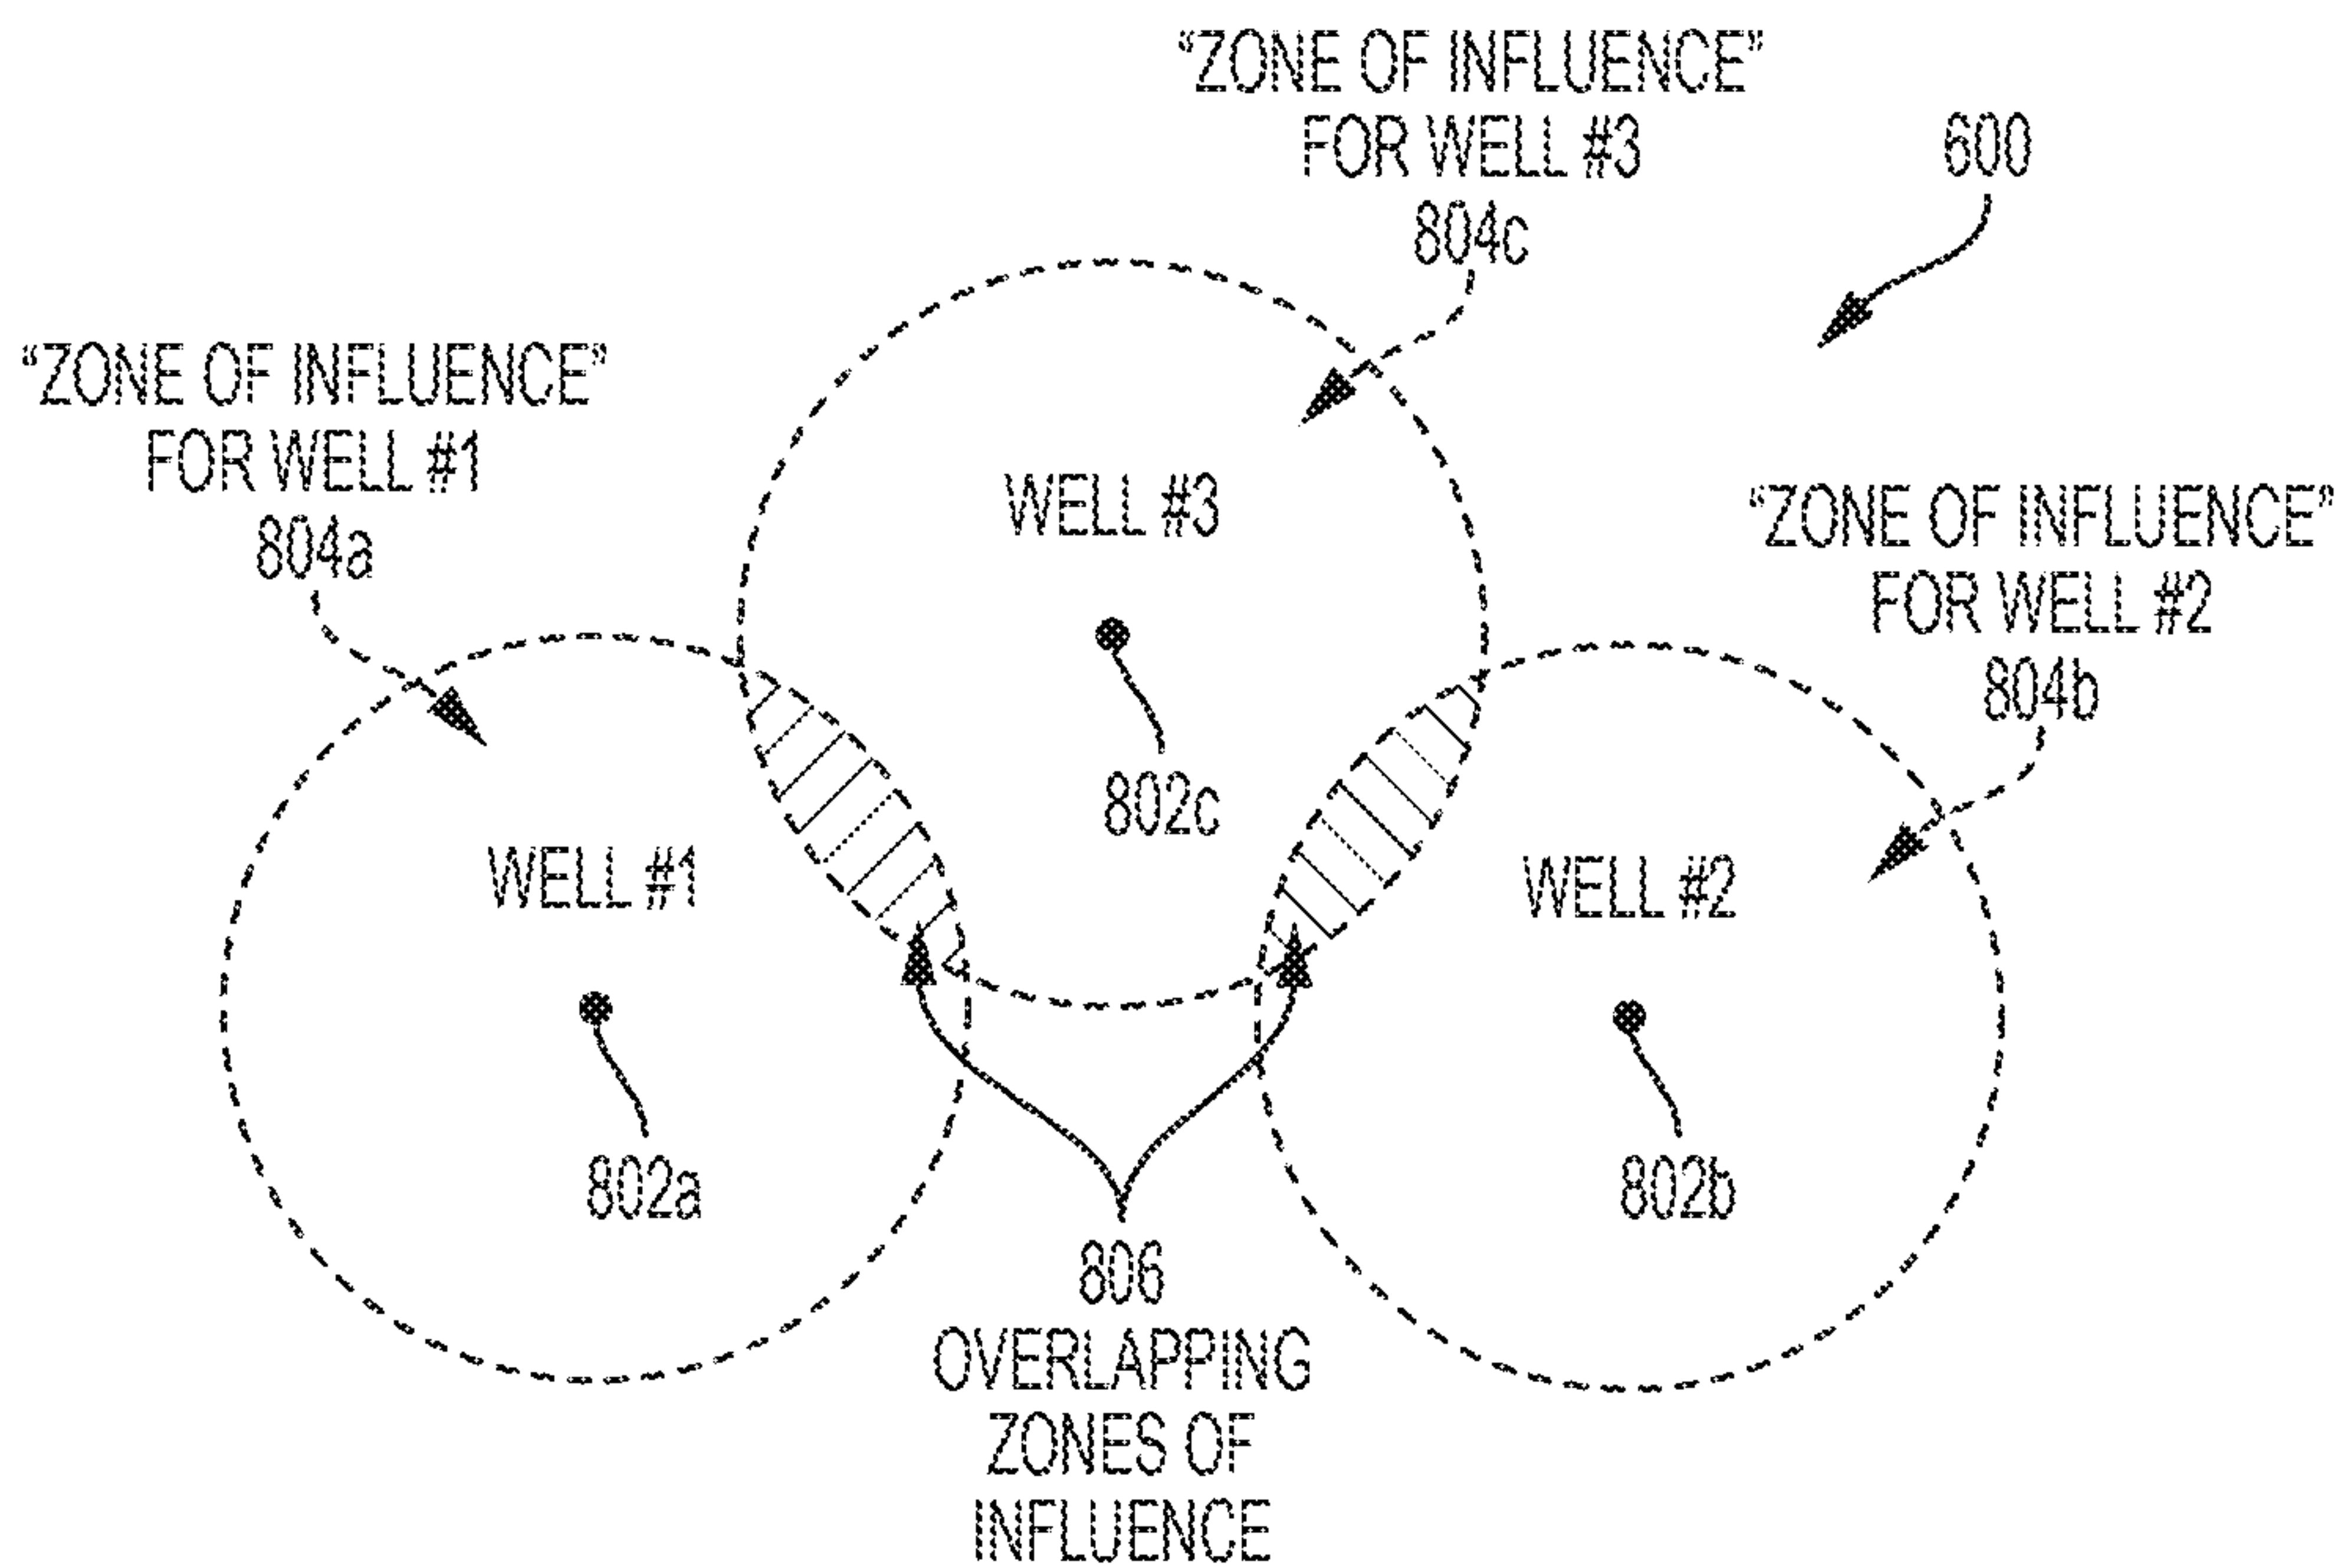 “ZONE OF INFLUENCE”
FOR WELL #3
804c
600
“ZONE OF INFLUENCE”
FOR WELL #1
804a
WELL #3
“ZONE OF INFLUENCE”
FOR WELL #2
804b
802c
WELL #1
WELL #2
802a
802b
806
OVERLAPPING
ZONES OF
INFLUENCE